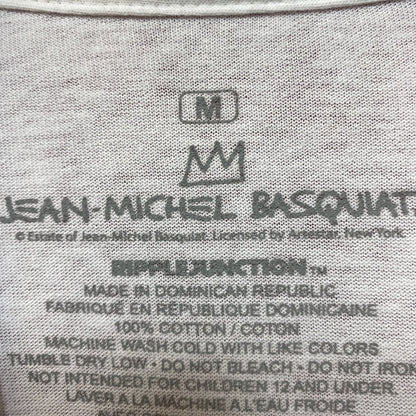 M
JEAN-MICHEL BASQUIAT
© Estate of Jean-Michel Basquiat. Licensed by Artestar, New York
RIPPLE JUNCTION™
MADE IN DOMINICAN REPUBLIC
FABRIQUÉ EN RÉPUBLIQUE DOMINICAINE
100% COTTON / COTON
MACHINE WASH COLD WITH LIKE COLORS
TUMBLE DRY LOW • DO NOT BLEACH • DO NOT IRON
NOT INTENDED FOR CHILDREN 12 AND UNDER
LAVER A LA MACHINE A L'EAU FROIDE